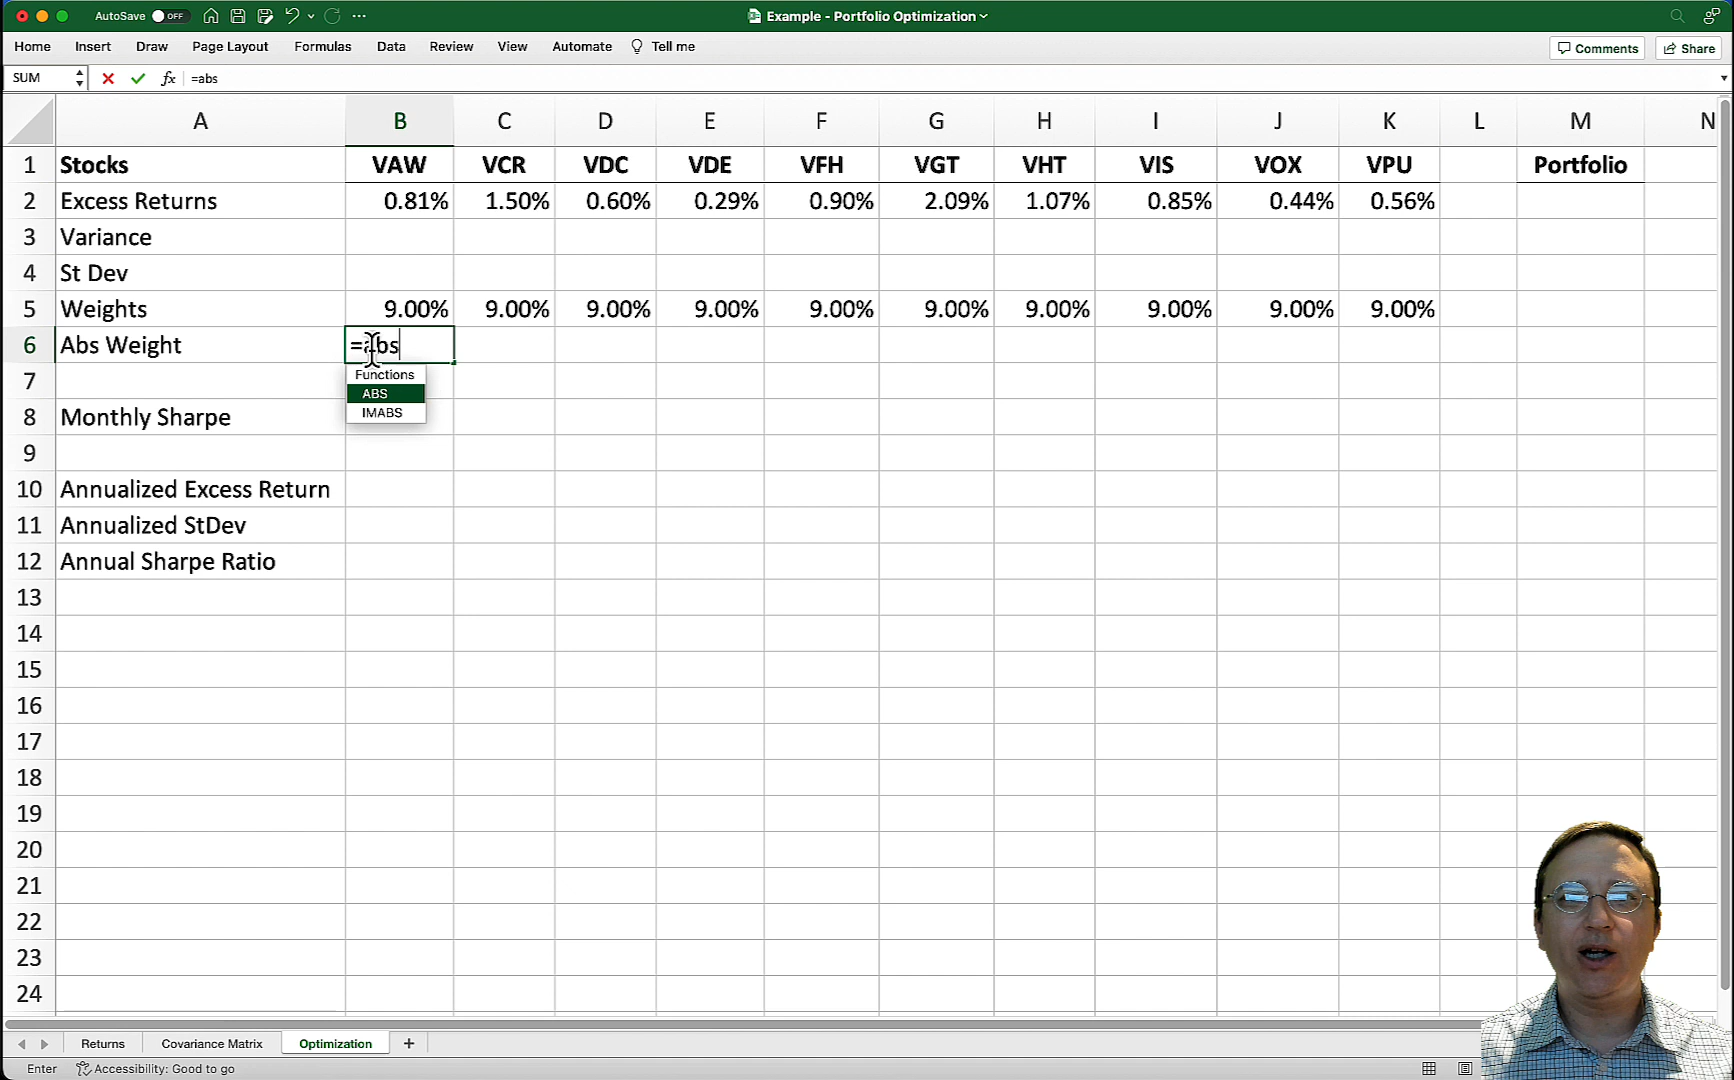 AutoSave OFF ... Example - Portfolio Optimization
Home Insert Draw Page Layout Formulas Data Review View Automate Tell me Comments Share
SUM fx =abs
A B C D E F G H I J K L M N
1 Stocks VAW VCR VDC VDE VFH VGT VHT VIS VOX VPU Portfolio
2 Excess Returns 0.81% 1.50% 0.60% 0.29% 0.90% 2.09% 1.07% 0.85% 0.44% 0.56%
3 Variance
4 St Dev
5 Weights 9.00% 9.00% 9.00% 9.00% 9.00% 9.00% 9.00% 9.00% 9.00% 9.00%
6 Abs Weight =abs
Functions
7
ABS
IMABS
8 Monthly Sharpe
9
10 Annualized Excess Return
11 Annualized StDev
12 Annual Sharpe Ratio
13
14
15
16
17
18
19
20
21
22
23
24
Returns Covariance Matrix Optimization +
Enter Accessibility: Good to go